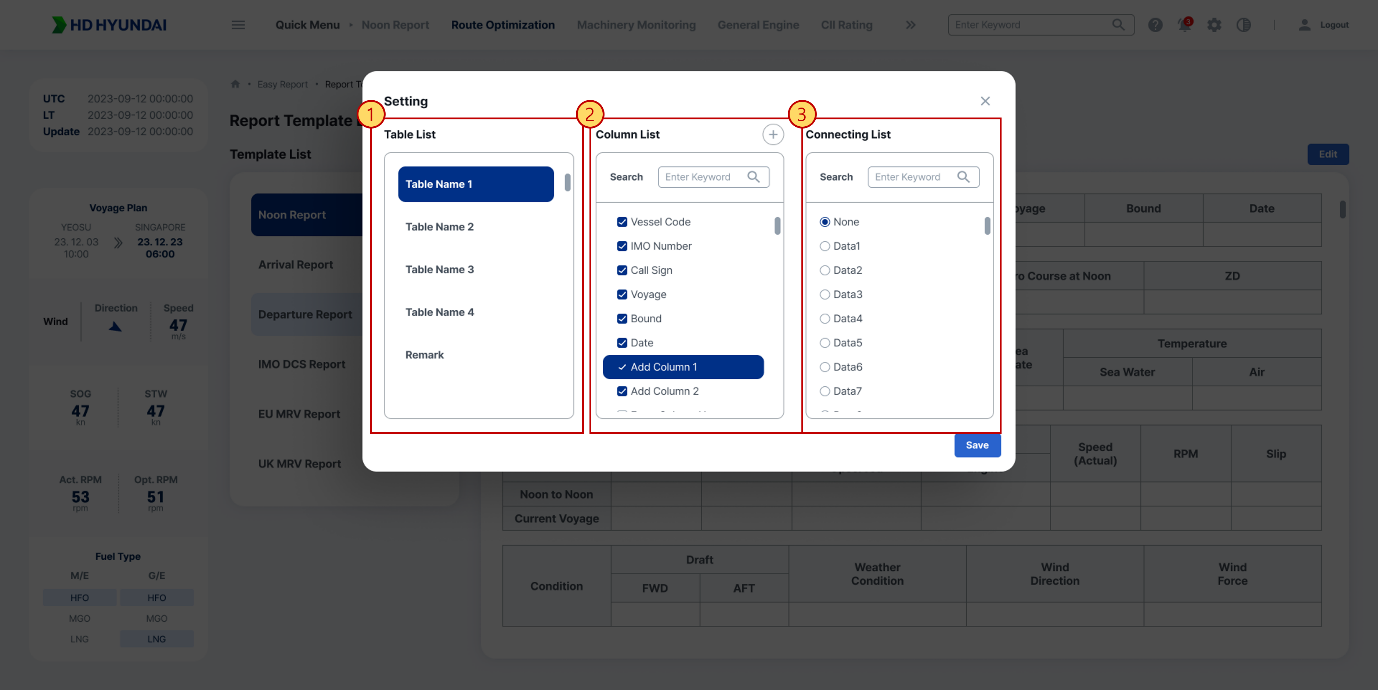 HD HYUNDAI
Quick Menu • Noon Report Route Optimization Machinery Monitoring General Engine CII Rating
Enter Keyword
3
Logout
UTC 2023-09-12 00:00:00
LT 2023-09-12 00:00:00
Update 2023-09-12 00:00:00
Voyage Plan
YEOSU SINGAPORE
23. 12. 03 23. 12. 23
10:00 06:00
Wind Direction Speed
47
m/s
SOG STW
47 47
kn kn
Act. RPM Opt. RPM
53 51
rpm rpm
Fuel Type
M/E G/E
HFO HFO
MGO MGO
LNG LNG
• Easy Report • Report
Report Template
Template List
Edit
Noon Report
Arrival Report
Departure Report
IMO DCS Report
EU MRV Report
UK MRV Report
Setting
1
Table List
Table Name 1
Table Name 2
Table Name 3
Table Name 4
Remark
2
Column List
Search Enter Keyword
Vessel Code
IMO Number
Call Sign
Voyage
Bound
Date
Add Column 1
Add Column 2
3
Connecting List
Search Enter Keyword
None
Data1
Data2
Data3
Data4
Data5
Data6
Data7
Save
Bound Date
Course at Noon ZD
Temperature
Sea Water Air
Speed
(Actual) RPM Slip
Noon to Noon
Current Voyage
Condition Draft Weather
Condition Wind
Direction Wind
Force
FWD AFT